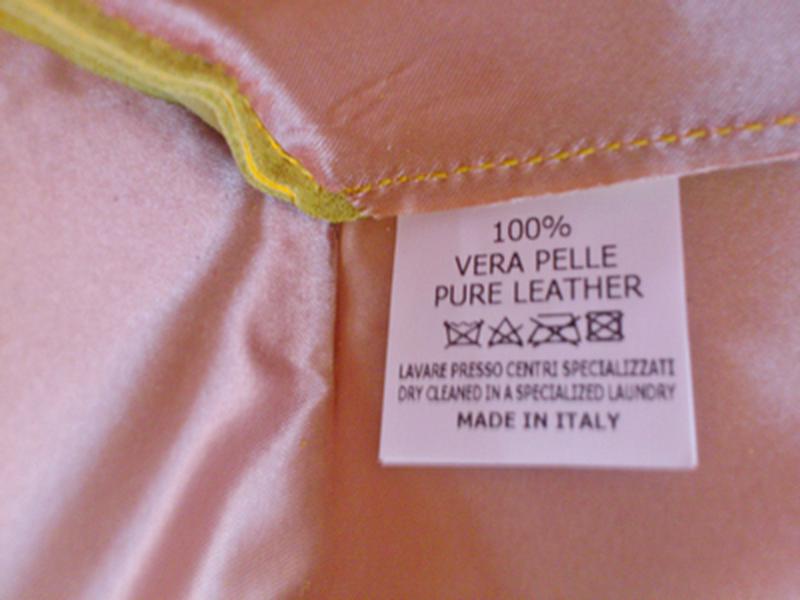 100%
VERA PELLE
PURE LEATHER
LAVARE PRESSO CENTRI SPECIALIZZATI
DRY CLEANED IN A SPECIALIZED LAUNDRY
MADE IN ITALY